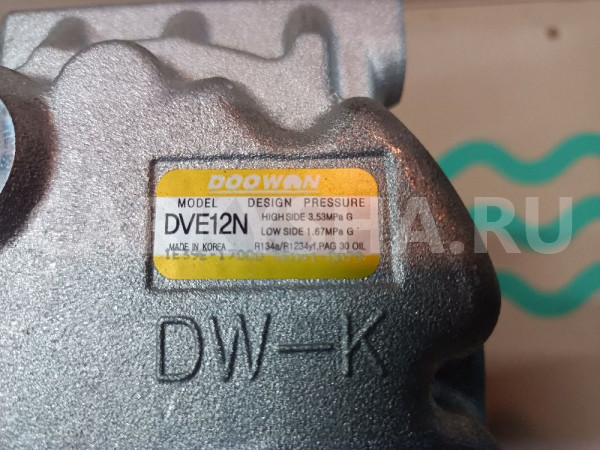 DOOWON
MODEL DESIGN PRESSURE
DVE12N HIGH SIDE 3.53MPa G
LOW SIDE 1.67MPa G
MADE IN KOREA R134a/R1234yf,PAG 30 OIL
DW-K